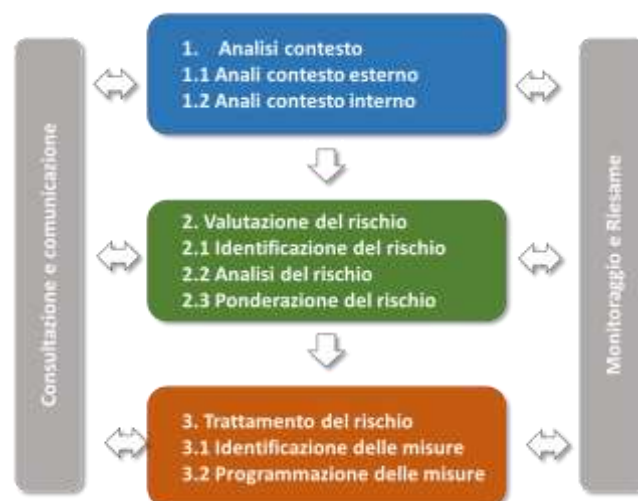 1. Analisi contesto
1.1 Anali contesto esterno
1.2 Anali contesto interno
Consultazione e comunicazione
2. Valutazione del rischio
2.1 Identificazione del rischio
2.2 Analisi del rischio
2.3 Ponderazione del rischio
Monitoraggio e Riesame
3. Trattamento del rischio
3.1 Identificazione delle misure
3.2 Programmazione delle misure